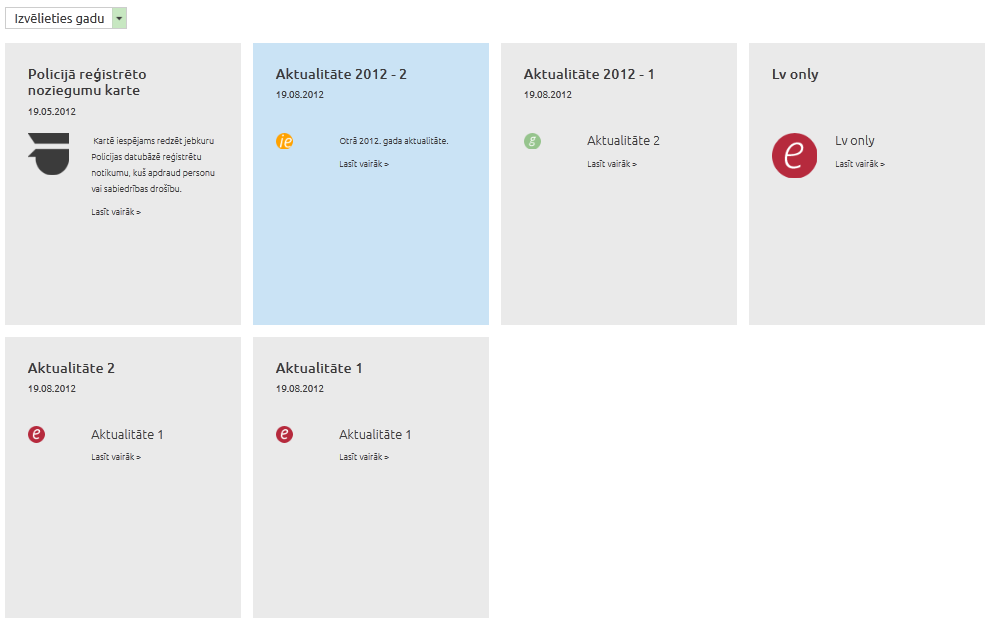 Izvēlieties gadu
Policijā reģistrēto
noziegumu karte
19.05.2012
Kartē iespējams redzēt jebkuru
Policijas datubāzē reģistrētu
notikumu, kuš apdraud personu
vai sabiedrības drošību.
Lasīt vairāk >
Aktualitāte 2012 - 2
19.08.2012
ie
Otrā 2012. gada aktualitāte.
Lasīt vairāk >
Aktualitāte 2012 - 1
19.08.2012
g
Aktualitāte 2
Lasīt vairāk >
Lv only
e
Lv only
Lasīt vairāk >
Aktualitāte 2
19.08.2012
e
Aktualitāte 1
Lasīt vairāk >
Aktualitāte 1
19.08.2012
e
Aktualitāte 1
Lasīt vairāk >